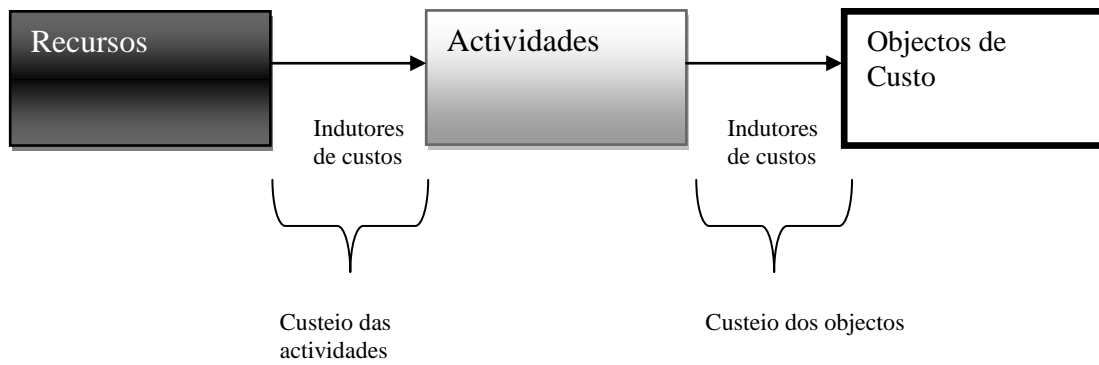 Recursos
Actividades
Objectos de
Custo
Indutores
de custos
Indutores
de custos
Custeio das
actividades
Custeio dos objectos